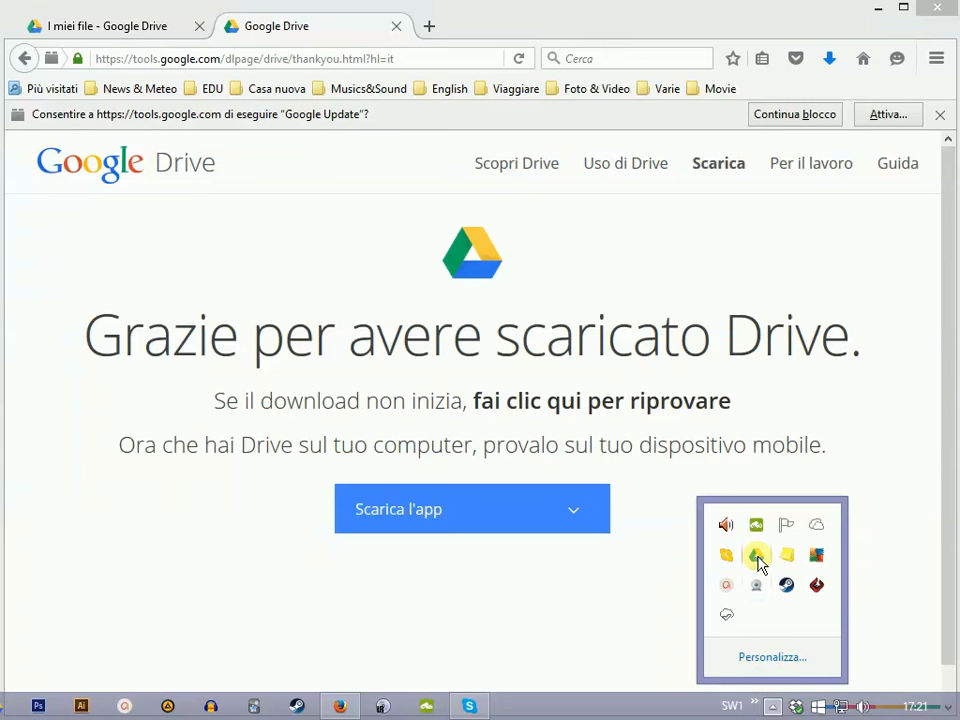 I miei file - Google Drive
Google Drive
https://tools.google.com/dlpage/drive/thankyou.html?hl=it
Cerca
Più visitati
News & Meteo
EDU
Casa nuova
Musics&Sound
English
Viaggiare
Foto & Video
Varie
Movie
Consentire a https://tools.google.com di eseguire “Google Update”?
Continua blocco
Attiva...
Google Drive
Scopri Drive
Uso di Drive
Scarica
Per il lavoro
Guida
Grazie per avere scaricato Drive.
Se il download non inizia, fai clic qui per riprovare
Ora che hai Drive sul tuo computer, provalo sul tuo dispositivo mobile.
Scarica l'app
Personalizza...
Ps
Ai
SW1
17:21